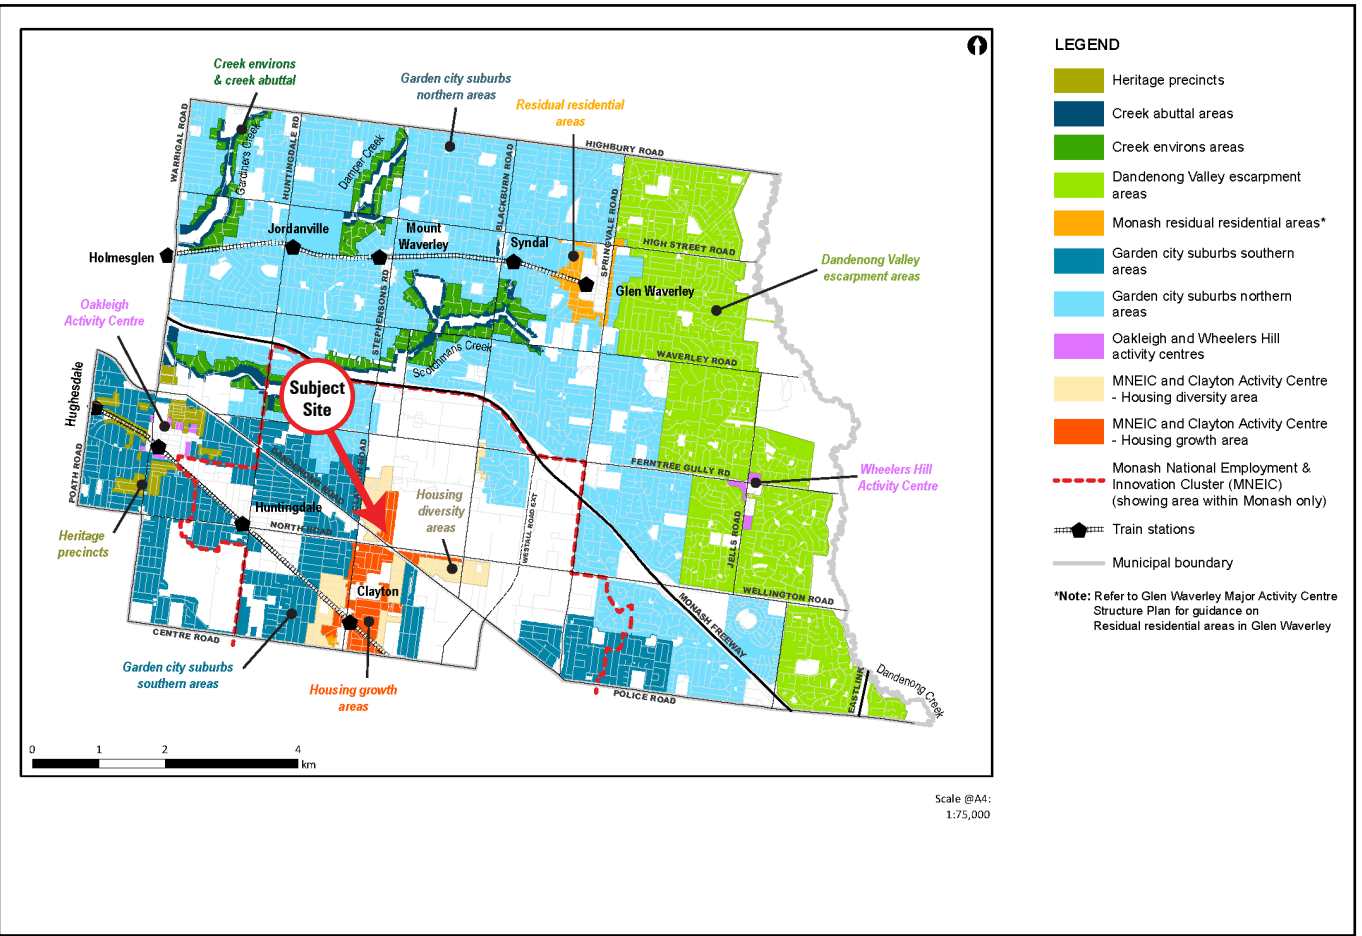 Creek environs
& creek abuttal
Garden city suburbs
northern areas
Residual residential
areas
WARRIGAL ROAD
Gardiners Creek
HUNTINGDALE RD
Damper Creek
BLACKBURN ROAD
HIGHBURY ROAD
SPRINGVALE ROAD
HIGH STREET ROAD
Holmesglen
Jordanville
Mount
Waverley
Syndal
Glen Waverley
Dandenong Valley
escarpment areas
Oakleigh
Activity Centre
STEPHENSONS RD
Scotchmans Creek
WAVERLEY ROAD
Hughesdale
Subject
Site
POATH ROAD
DANDENONG ROAD
ROAD
Housing
diversity
areas
FERNTREE GULLY RD
Wheelers Hill
Activity Centre
Huntingdale
NORTH ROAD
WESTALL ROAD EXT
JELLS ROAD
Heritage
precincts
Clayton
WELLINGTON ROAD
MONASH FREEWAY
CENTRE ROAD
Garden city suburbs
southern areas
Housing growth
areas
POLICE ROAD
EASTLINK
Dandenong Creek
0 1 2 4
km
Scale @A4:
1:75,000
LEGEND
Heritage precincts
Creek abuttal areas
Creek environs areas
Dandenong Valley escarpment
areas
Monash residual residential areas*
Garden city suburbs southern
areas
Garden city suburbs northern
areas
Oakleigh and Wheelers Hill
activity centres
MNEIC and Clayton Activity Centre
- Housing diversity area
MNEIC and Clayton Activity Centre
- Housing growth area
Monash National Employment &
Innovation Cluster (MNEIC)
(showing area within Monash only)
Train stations
Municipal boundary
*Note: Refer to Glen Waverley Major Activity Centre
Structure Plan for guidance on
Residual residential areas in Glen Waverley